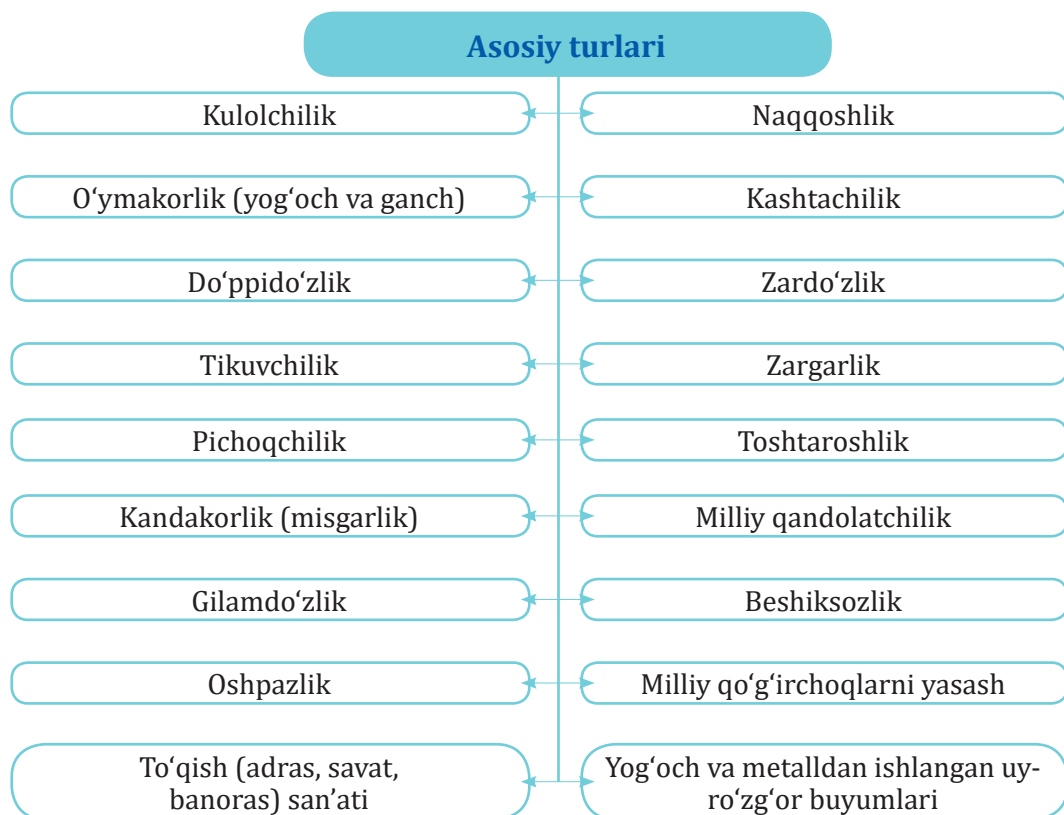 Asosiy turlari
Kulolchilik
Naqqoshlik
O‘ymakorlik (yog‘och va ganch)
Kashtachilik
Do‘ppido‘zlik
Zardo‘zlik
Tikuvchilik
Zargarlik
Pichoqchilik
Toshtaroshlik
Kandakorlik (misgarlik)
Milliy qandolatchilik
Gilamdo‘zlik
Beshiksozlik
Oshpazlik
Milliy qo‘g‘irchoqlarni yasash
To‘qish (adras, savat,
banoras) san’ati
Yog‘och va metalldan ishlangan uy-
ro‘zg‘or buyumlari